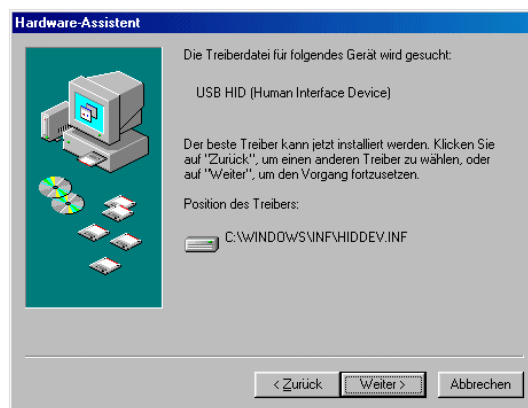 Hardware-Assistent
Die Treiberdatei für folgendes Gerät wird gesucht:
USB HID (Human Interface Device)
Der beste Treiber kann jetzt installiert werden. Klicken Sie
auf "Zurück", um einen anderen Treiber zu wählen, oder
auf "Weiter", um den Vorgang fortzusetzen.
Position des Treibers:
C:\WINDOWS\INF\HIDDEV.INF
< Zurück Weiter > Abbrechen